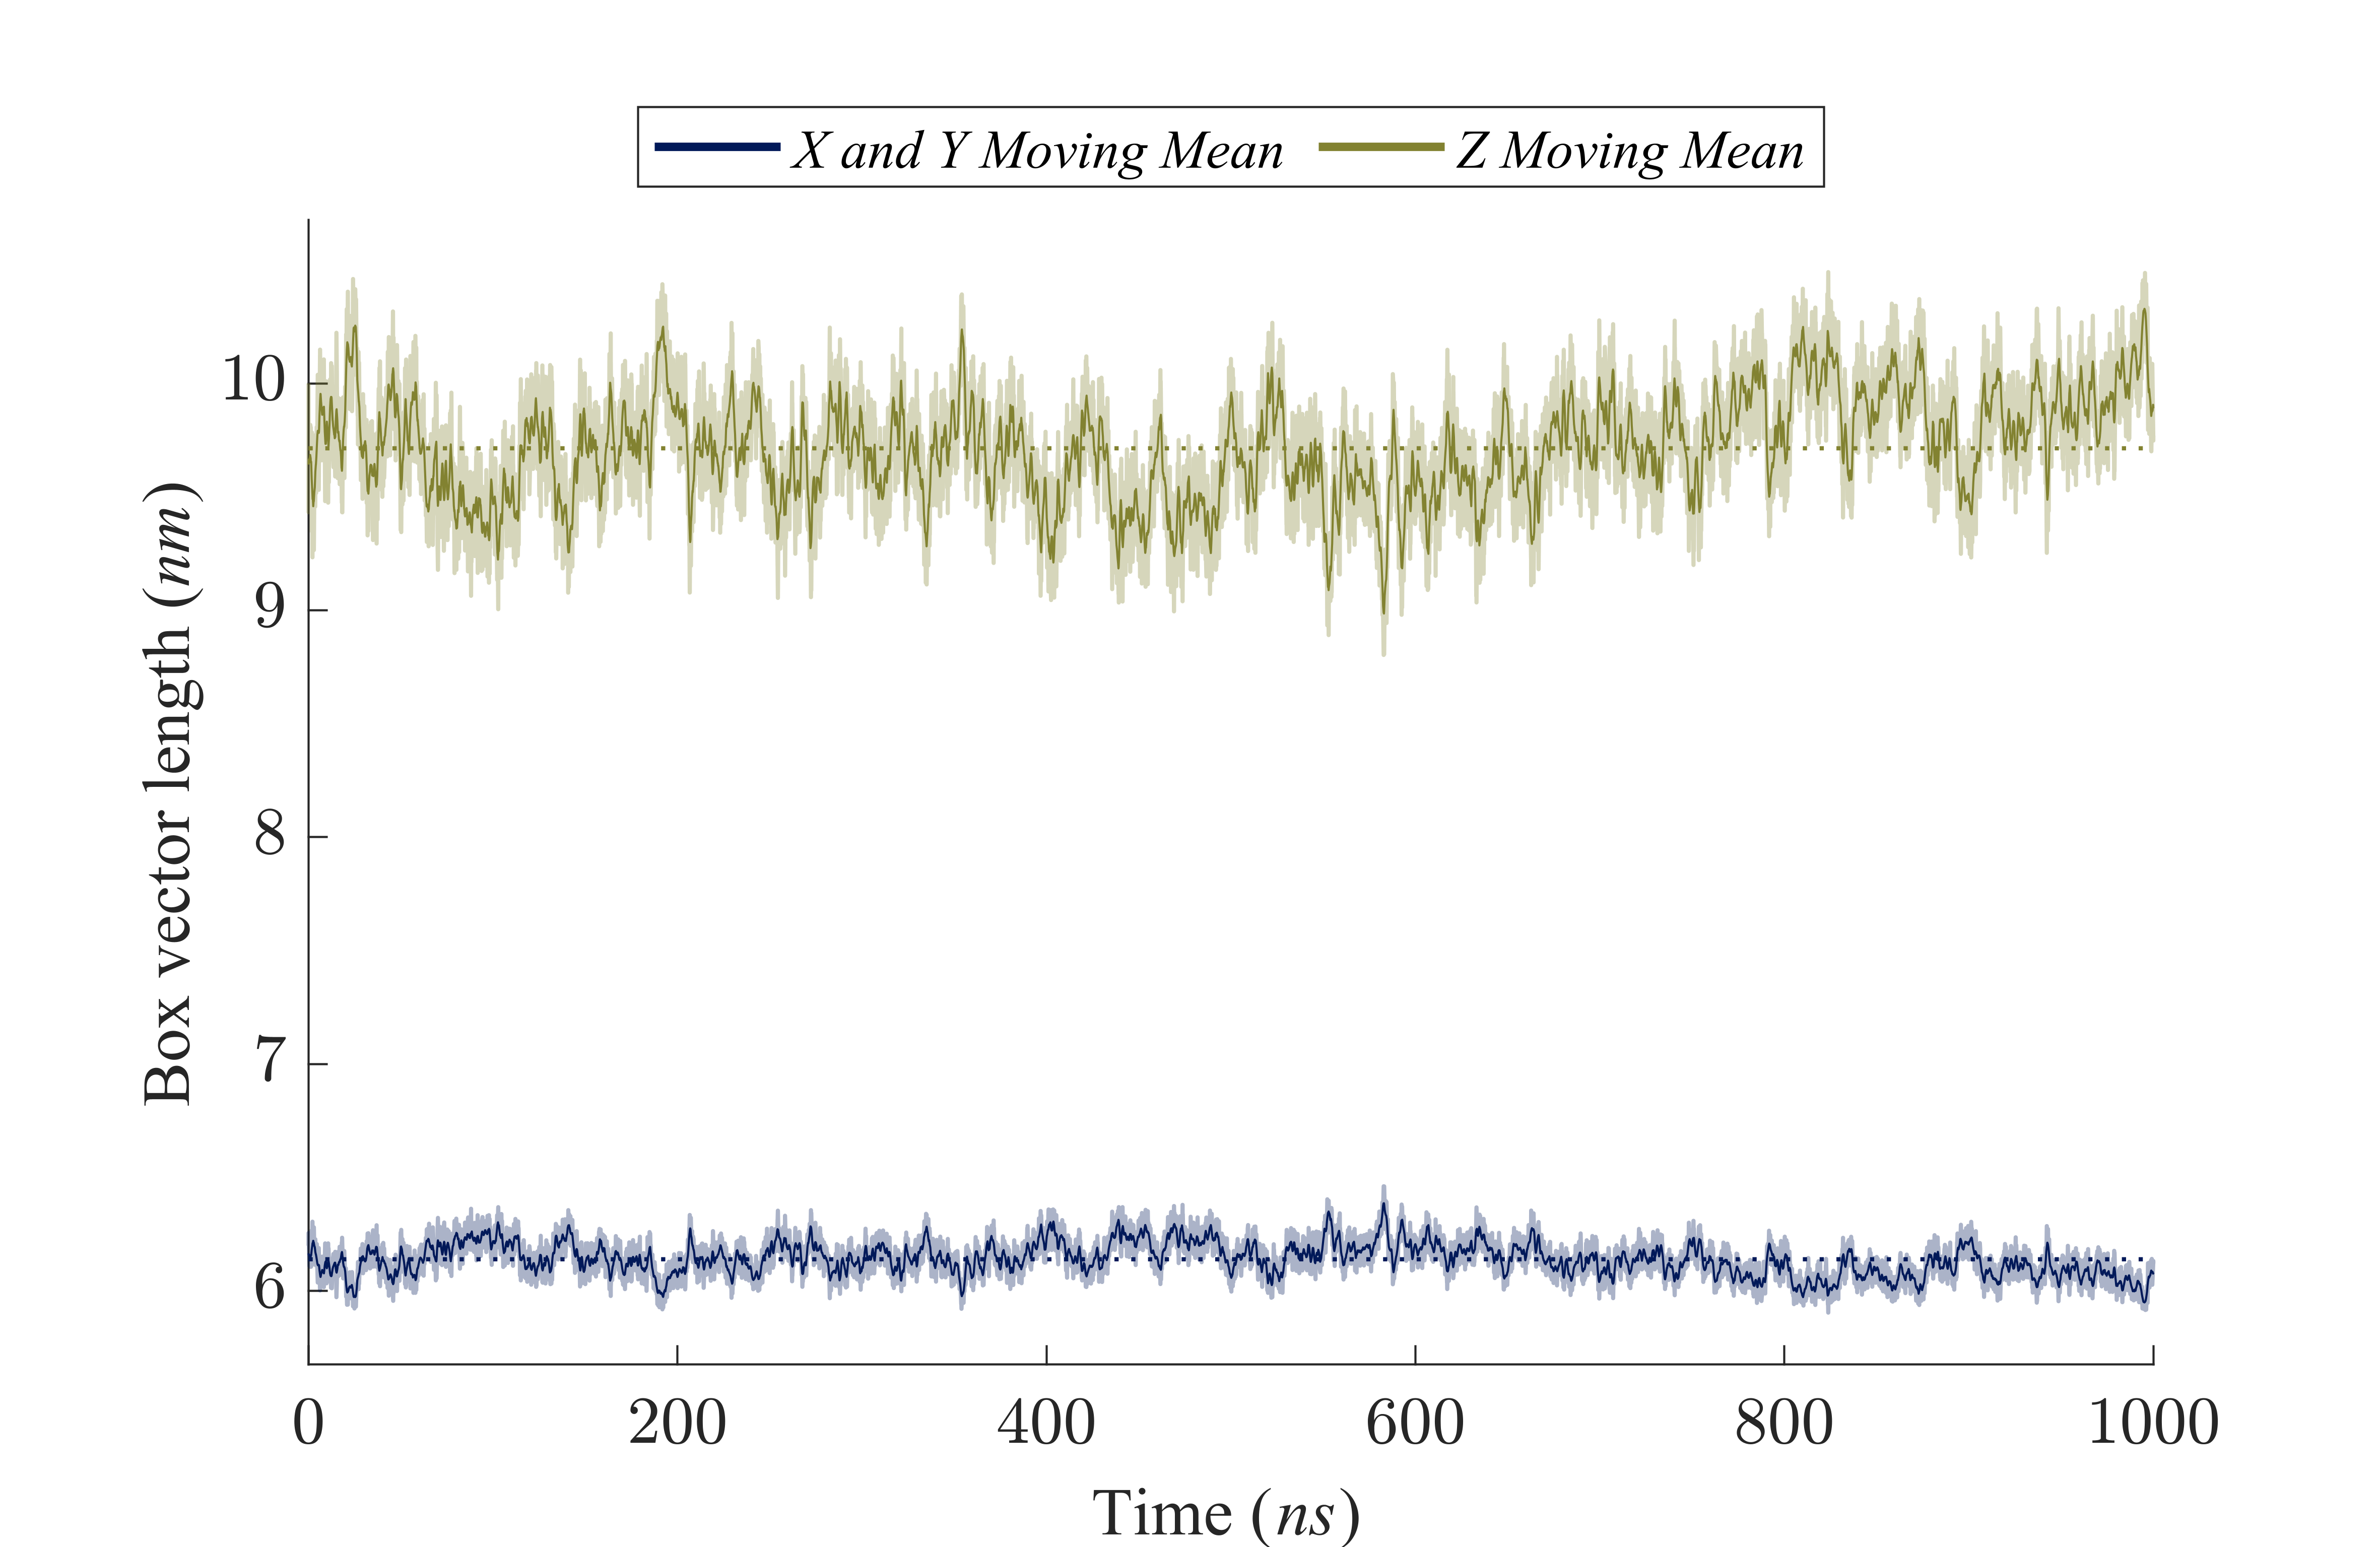 X and Y Moving Mean Z Moving Mean
Box vector length (nm)
10
9
8
7
6
0 200 400 600 800 1000
Time (ns)